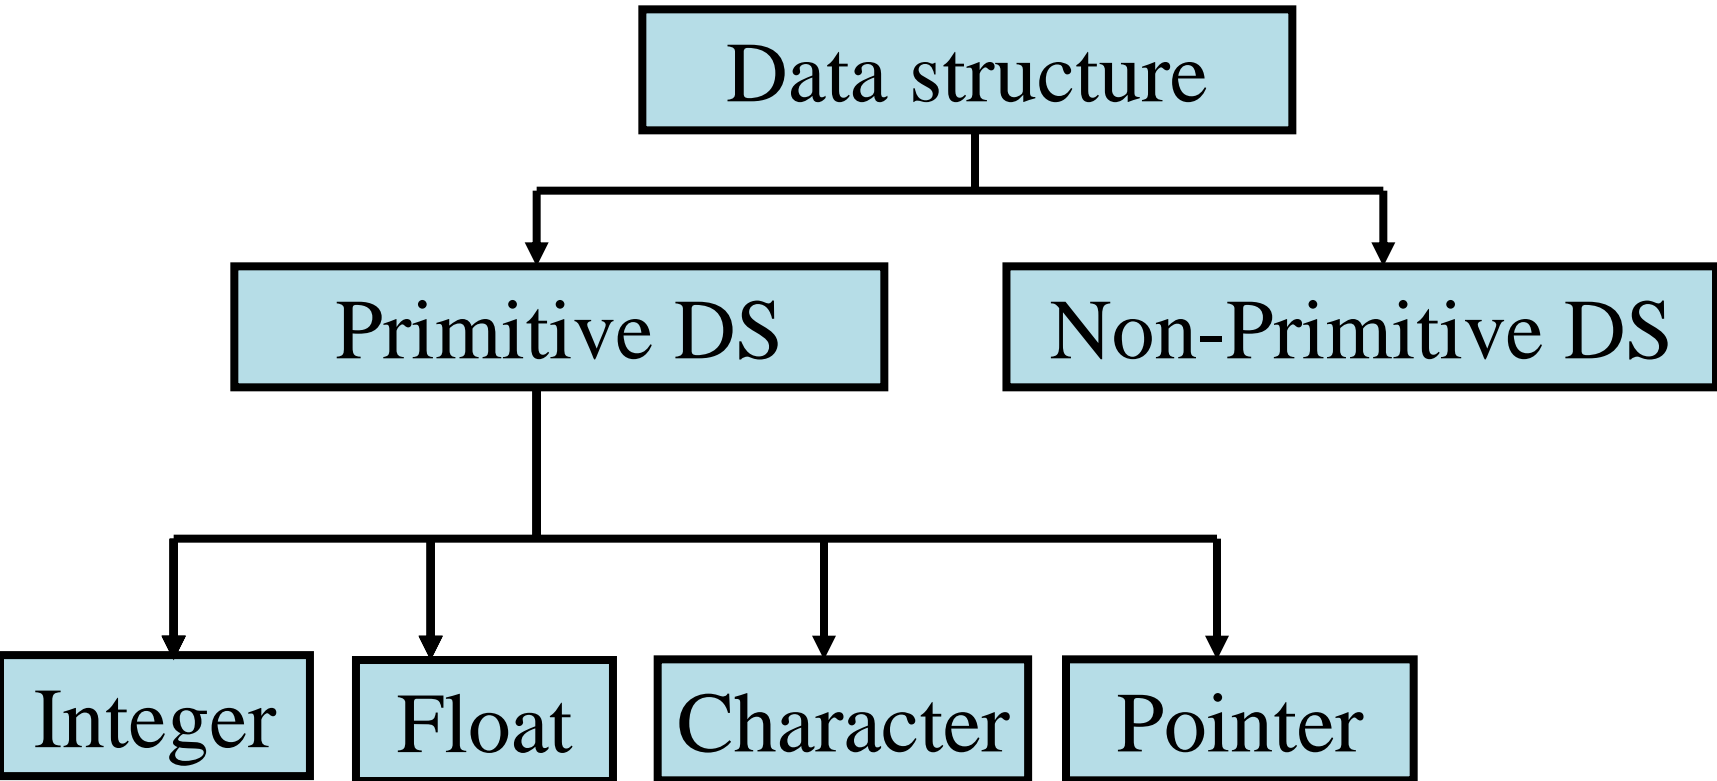 Data structure
Primitive DS
Non-Primitive DS
Integer
Float
Character
Pointer